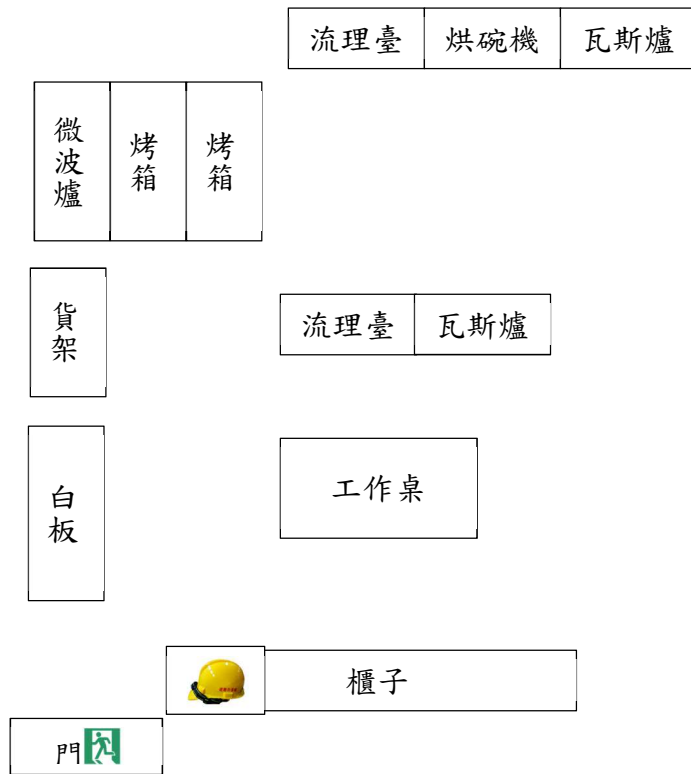 流理臺 烘碗機 瓦斯爐
微波爐 烤箱 烤箱
貨架 流理臺 瓦斯爐
白板 工作桌
櫃子
門